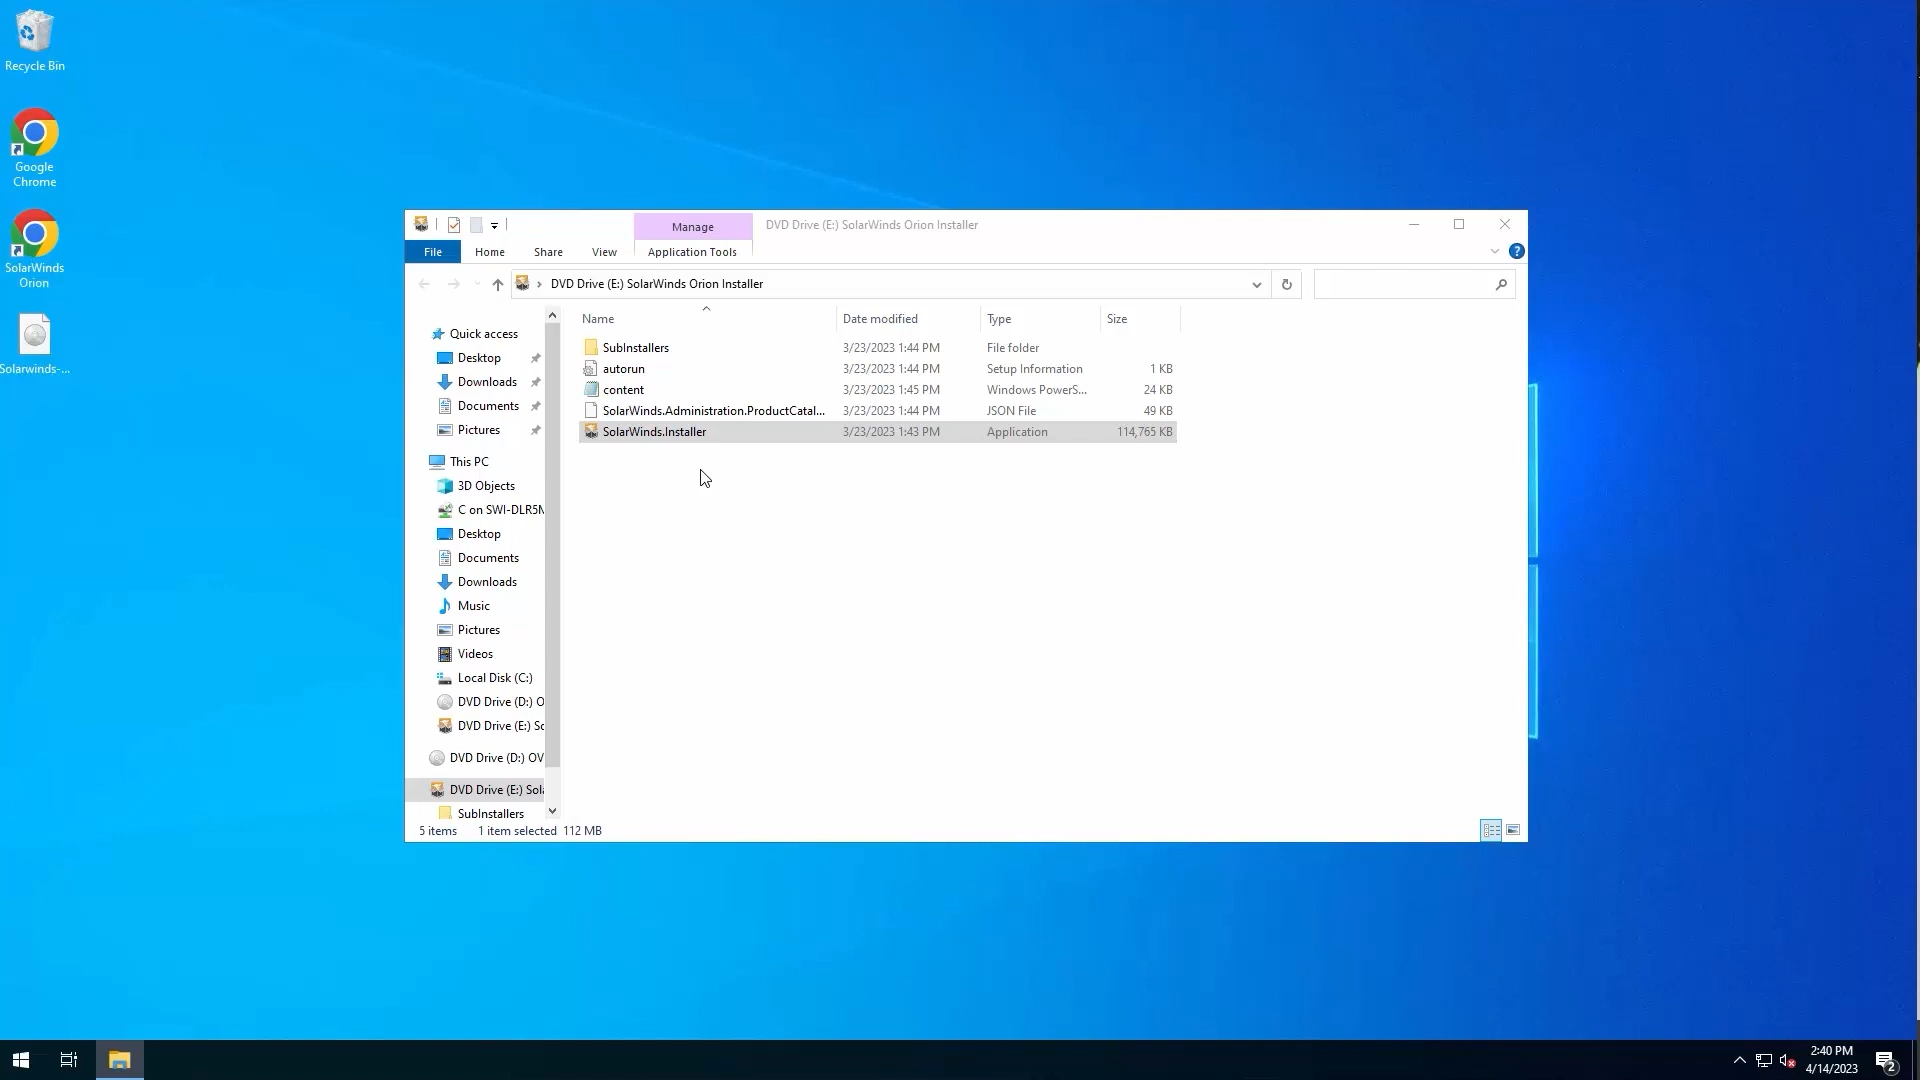 Recycle Bin
Google
Chrome
SolarWinds
Orion
Solarwinds-...
Manage
DVD Drive (E:) SolarWinds Orion Installer
File
Home
Share
View
Application Tools
DVD Drive (E:) SolarWinds Orion Installer
Name
Date modified
Type
Size
SubInstallers
3/23/2023 1:44 PM
File folder
autorun
3/23/2023 1:44 PM
Setup Information
1 KB
content
3/23/2023 1:45 PM
Windows PowerS...
24 KB
SolarWinds.Administration.ProductCatal...
3/23/2023 1:44 PM
JSON File
49 KB
SolarWinds.Installer
3/23/2023 1:43 PM
Application
114,765 KB
Quick access
Desktop
Downloads
Documents
Pictures
This PC
3D Objects
C on SWI-DLR5M
Desktop
Documents
Downloads
Music
Pictures
Videos
Local Disk (C:)
DVD Drive (D:) O
DVD Drive (E:) So
DVD Drive (D:) OV
DVD Drive (E:) Sola
SubInstallers
5 items
1 item selected 112 MB
2:40 PM
4/14/2023
2